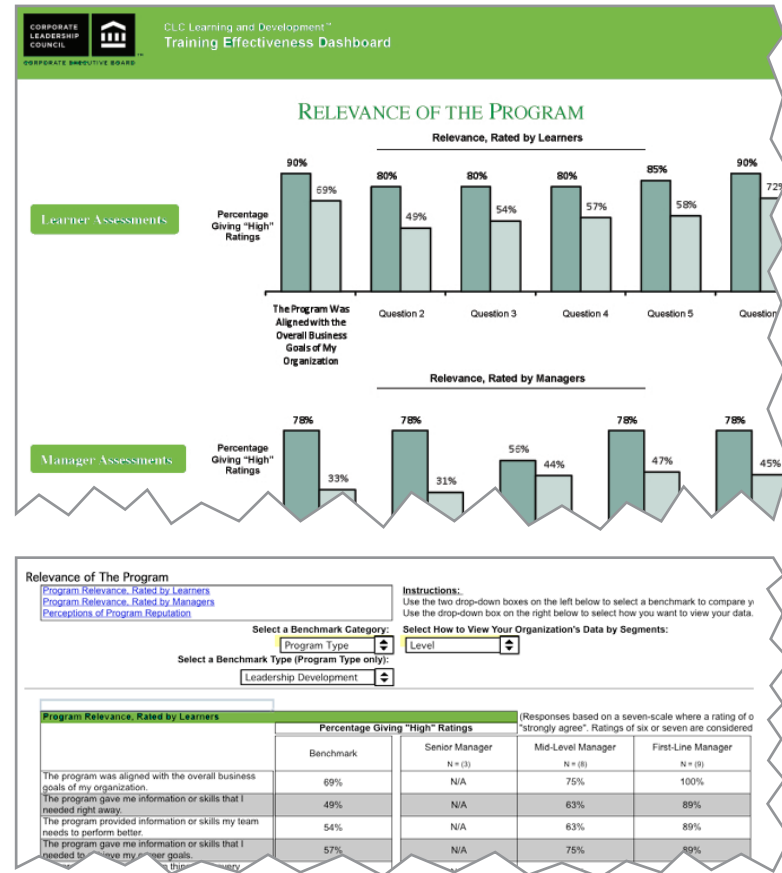 CORPORATE
LEADERSHIP
COUNCIL
CORPORATE EXECUTIVE BOARD
CLC Learning and Development™
Training Effectiveness Dashboard
RELEVANCE OF THE PROGRAM
Relevance, Rated by Learners
90% 69% 80% 49% 80% 54% 80% 57% 85% 58% 90% 72%
Learner Assessments
Percentage
Giving "High"
Ratings
The Program Was
Aligned with the
Overall Business
Goals of My
Organization
Question 2 Question 3 Question 4 Question 5 Question
Relevance, Rated by Managers
78% 33% 78% 31% 56% 44% 78% 47% 78% 45%
Manager Assessments
Percentage
Giving "High"
Ratings
Relevance of The Program
Program Relevance, Rated by Learners
Program Relevance, Rated by Managers
Perceptions of Program Reputation
Instructions:
Use the two drop-down boxes on the left below to select a benchmark to compare
Use the drop-down box on the right below to select how you want to view your data.
Select a Benchmark Category: Select How to View Your Organization's Data by Segments:
Program Type Level
Select a Benchmark Type (Program Type only):
Leadership Development
Program Relevance, Rated by Learners (Responses based on a seven-scale where a rating of
Percentage Giving "High" Ratings "strongly agree". Ratings of six or seven are considered
Benchmark Senior Manager Mid-Level Manager First-Line Manager
N = (3) N = (8) N = (9)
The program was aligned with the overall business
goals of my organization.
69% N/A 75% 100%
The program gave me information or skills that I
needed right away.
49% N/A 63% 89%
The program provided information or skills my team
needs to perform better.
54% N/A 63% 89%
The program gave me information or skills that I
needed to achieve my career goals.
57% N/A 75% 89%